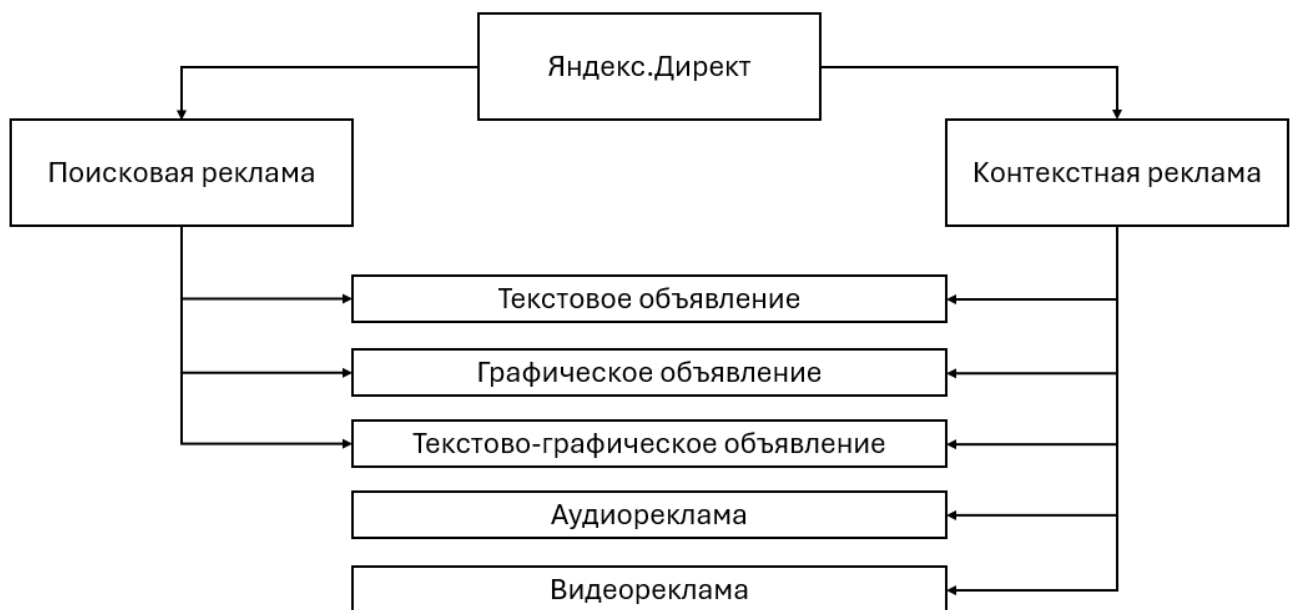 Яндекс.Директ
Поисковая реклама
Контекстная реклама
Текстовое объявление
Графическое объявление
Текстово-графическое объявление
Аудиореклама
Видеореклама